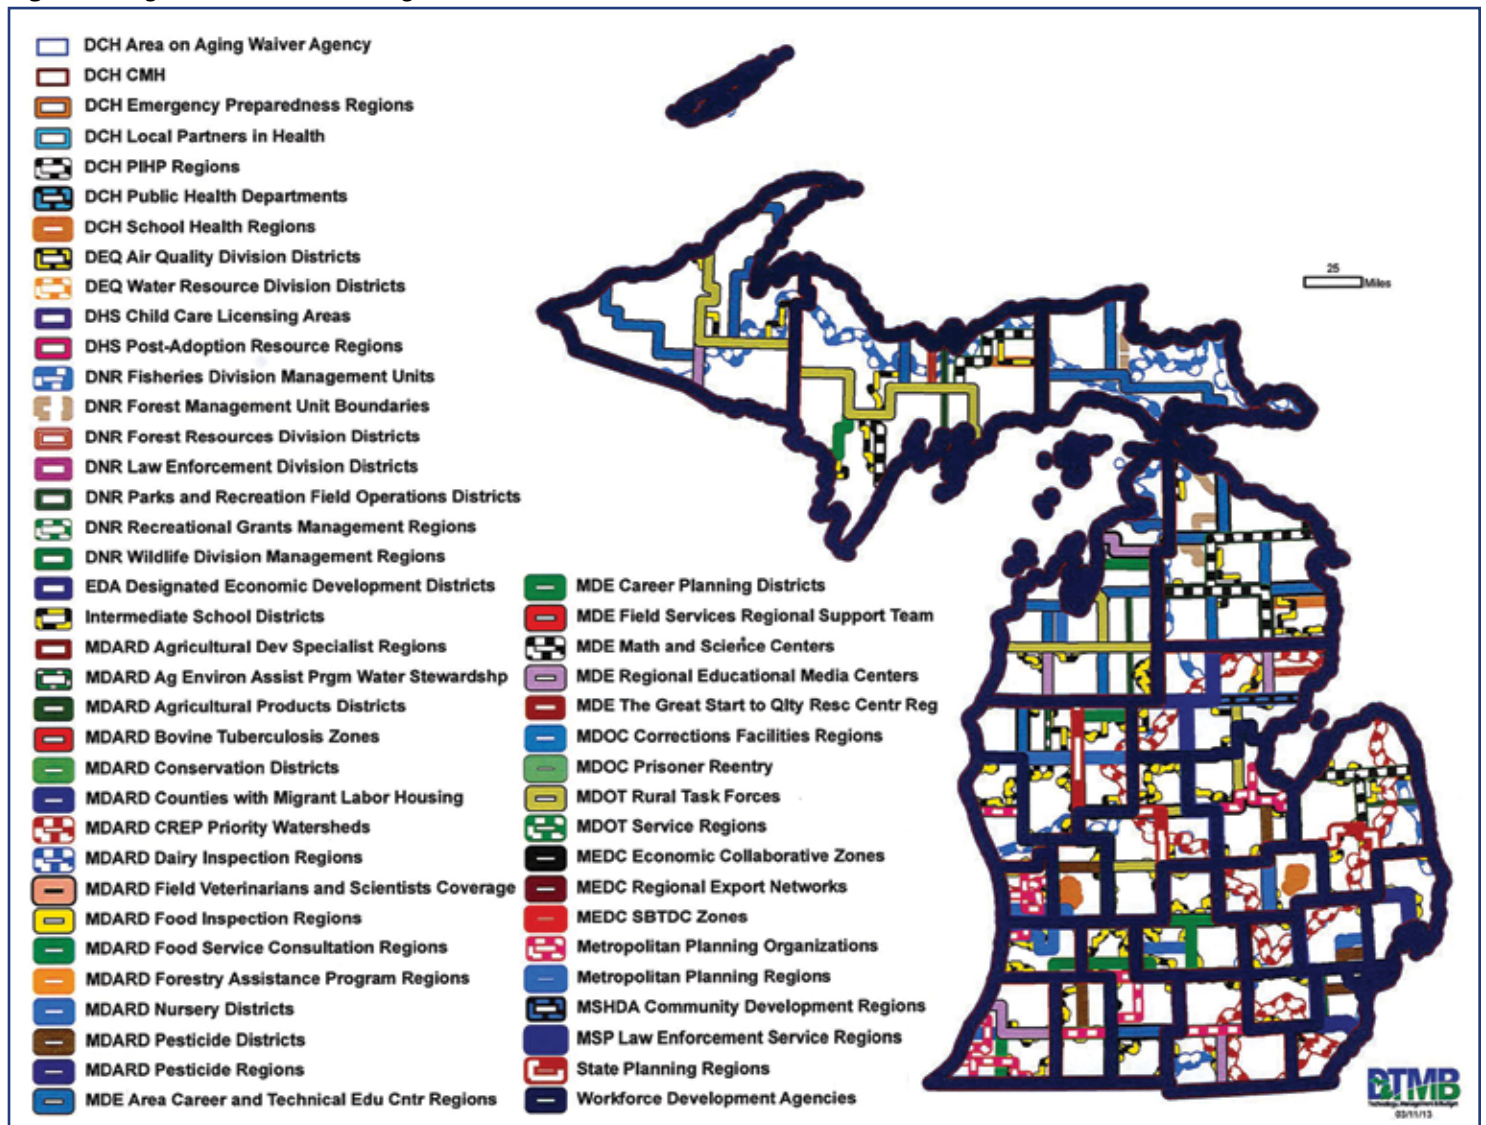 DCH Area on Aging Waiver Agency
DCH CMH
DCH Emergency Preparedness Regions
DCH Local Partners in Health
DCH PIHP Regions
DCH Public Health Departments
DCH School Health Regions
DEQ Air Quality Division Districts
DEQ Water Resource Division Districts
DHS Child Care Licensing Areas
DHS Post-Adoption Resource Regions
DNR Fisheries Division Management Units
DNR Forest Management Unit Boundaries
DNR Forest Resources Division Districts
DNR Law Enforcement Division Districts
DNR Parks and Recreation Field Operations Districts
DNR Recreational Grants Management Regions
DNR Wildlife Division Management Regions
EDA Designated Economic Development Districts
Intermediate School Districts
MDARD Agricultural Dev Specialist Regions
MDARD Ag Environ Assist Prgm Water Stewardshp
MDARD Agricultural Products Districts
MDARD Bovine Tuberculosis Zones
MDARD Conservation Districts
MDARD Counties with Migrant Labor Housing
MDARD CREP Priority Watersheds
MDARD Dairy Inspection Regions
MDARD Field Veterinarians and Scientists Coverage
MDARD Food Inspection Regions
MDARD Food Service Consultation Regions
MDARD Forestry Assistance Program Regions
MDARD Nursery Districts
MDARD Pesticide Districts
MDARD Pesticide Regions
MDE Area Career and Technical Edu Cntr Regions
MDE Career Planning Districts
MDE Field Services Regional Support Team
MDE Math and Science Centers
MDE Regional Educational Media Centers
MDE The Great Start to Qlty Resc Centr Reg
MDOC Corrections Facilities Regions
MDOC Prisoner Reentry
MDOT Rural Task Forces
MDOT Service Regions
MEDC Economic Collaborative Zones
MEDC Regional Export Networks
MEDC SBTDC Zones
Metropolitan Planning Organizations
Metropolitan Planning Regions
MSHDA Community Development Regions
MSP Law Enforcement Service Regions
State Planning Regions
Workforce Development Agencies
25
Miles
DTMB
03/11/13